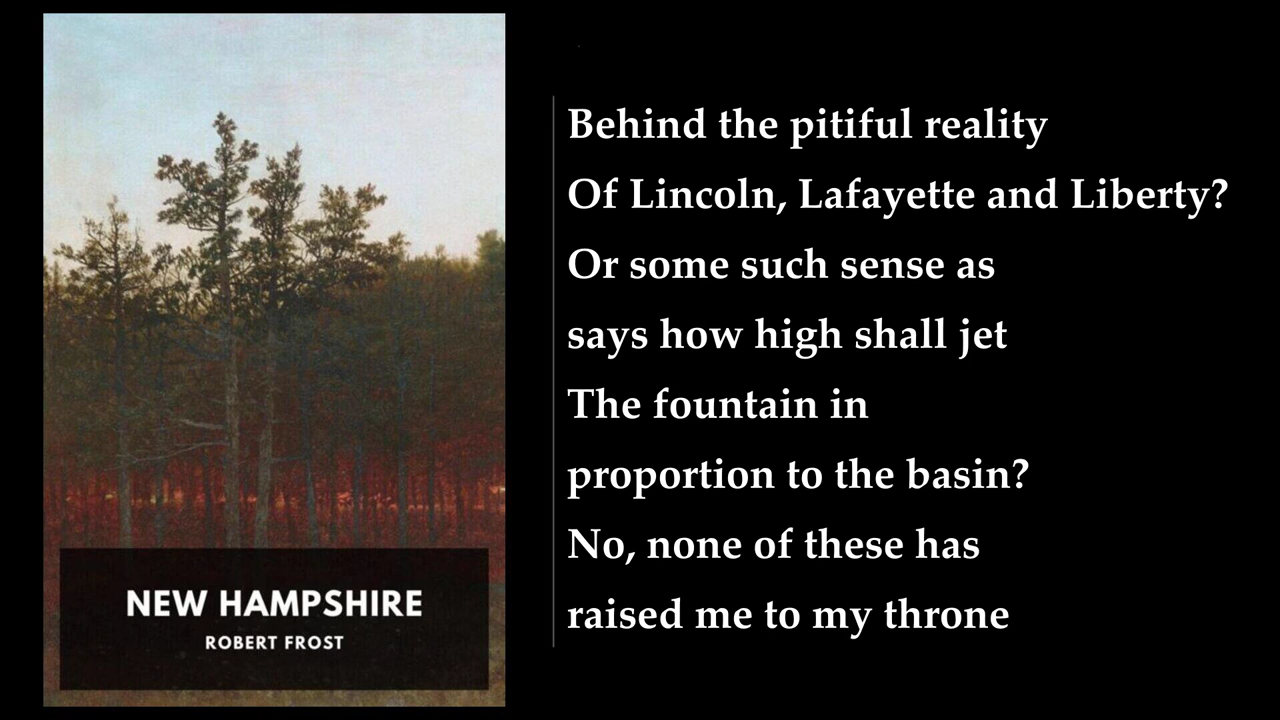 NEW HAMPSHIRE
ROBERT FROST
Behind the pitiful reality
Of Lincoln, Lafayette and Liberty?
Or some such sense as
says how high shall jet
The fountain in
proportion to the basin?
No, none of these has
raised me to my throne